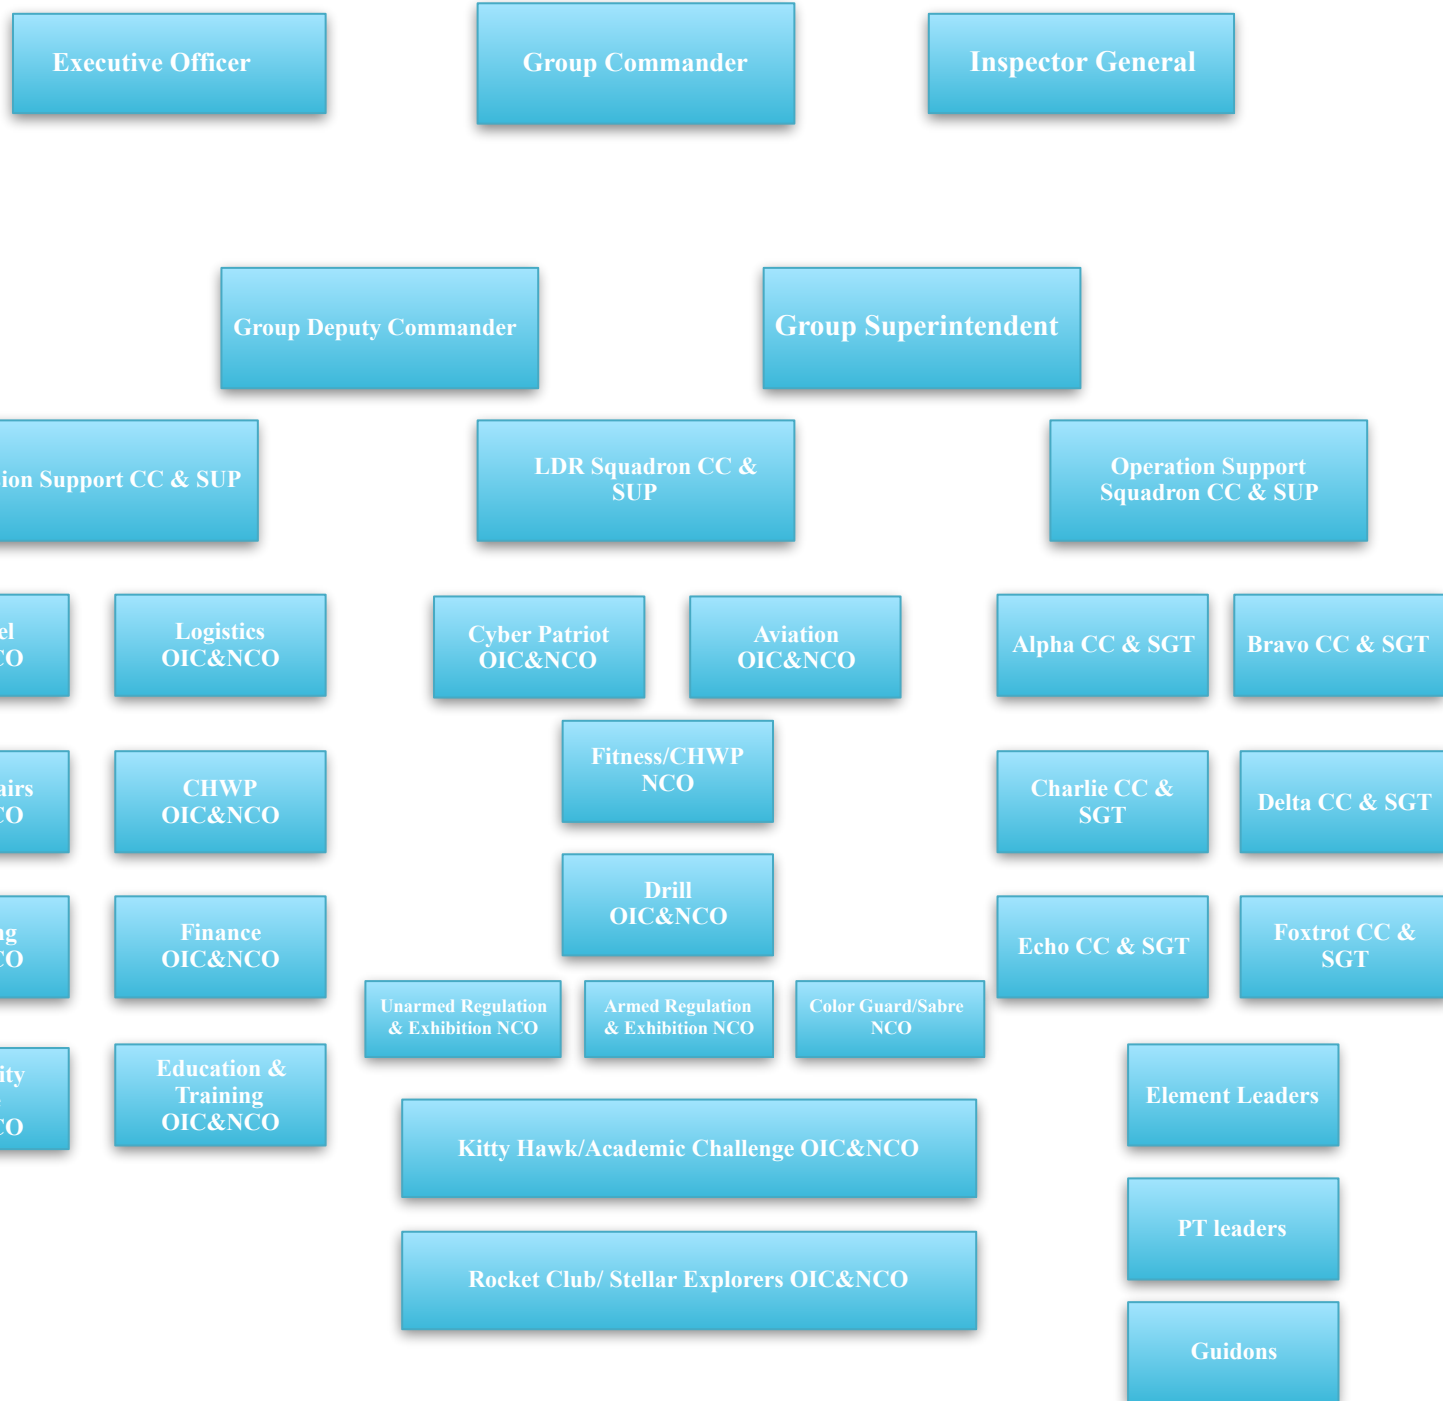 Executive Officer
Group Commander
Inspector General
Group Deputy Commander
Group Superintendent
Support CC & SUP
LDR Squadron CC &
SUP
Operation Support
Squadron CC & SUP
Logistics
OIC&NCO
Cyber Patriot
OIC&NCO
Aviation
OIC&NCO
Alpha CC & SGT
Bravo CC & SGT
Fitness/CHWP
NCO
CHWP
OIC&NCO
Charlie CC &
SGT
Delta CC & SGT
Drill
OIC&NCO
Finance
OIC&NCO
Echo CC & SGT
Foxtrot CC &
SGT
Unarmed Regulation
& Exhibition NCO
Armed Regulation
& Exhibition NCO
Color Guard/Sabre
NCO
Education &
Training
OIC&NCO
Element Leaders
Kitty Hawk/Academic Challenge OIC&NCO
PT leaders
Rocket Club/ Stellar Explorers OIC&NCO
Guidons